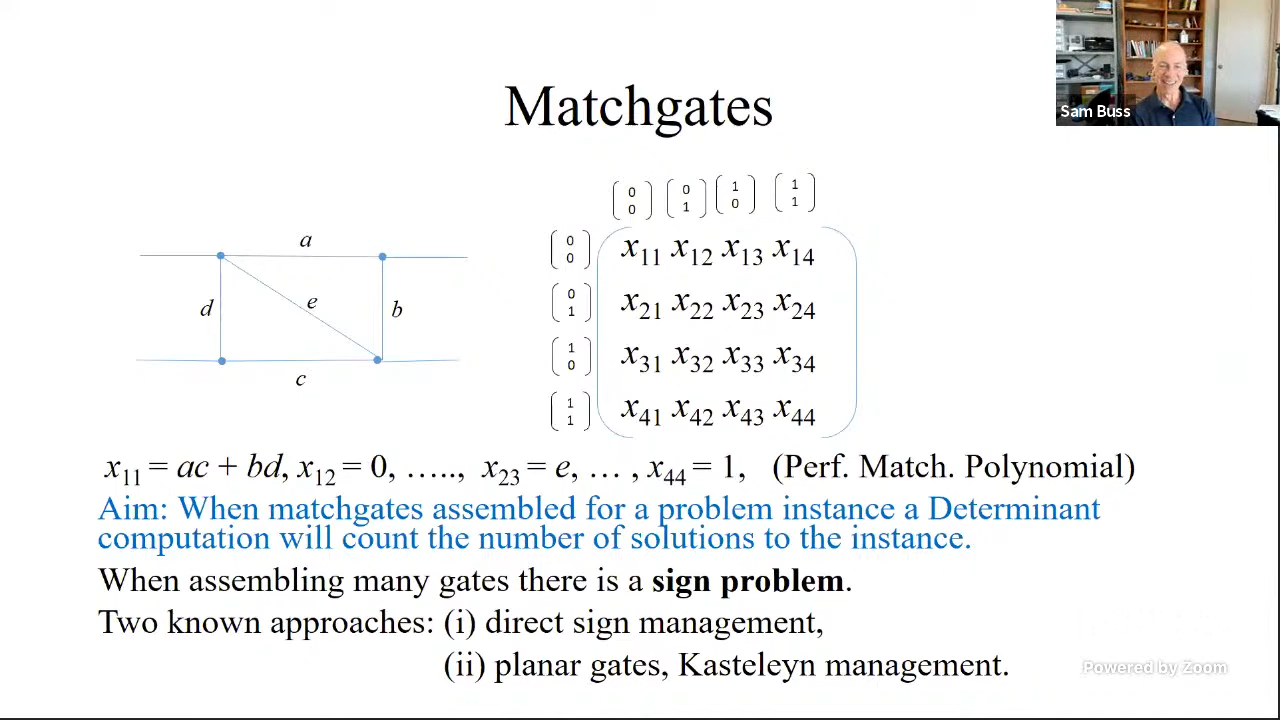 Sam Buss
Matchgates
0 0 1 1
0 1 0 1
a
d e b
c
0 0 x11 x12 x13 x14
0 1 x21 x22 x23 x24
1 0 x31 x32 x33 x34
1 1 x41 x42 x43 x44
x11 = ac + bd, x12 = 0, ….., x23 = e, … , x44 = 1, (Perf. Match. Polynomial)
Aim: When matchgates assembled for a problem instance a Determinant
computation will count the number of solutions to the instance.
When assembling many gates there is a sign problem.
Two known approaches: (i) direct sign management,
(ii) planar gates, Kasteleyn management.
Powered by Zoom